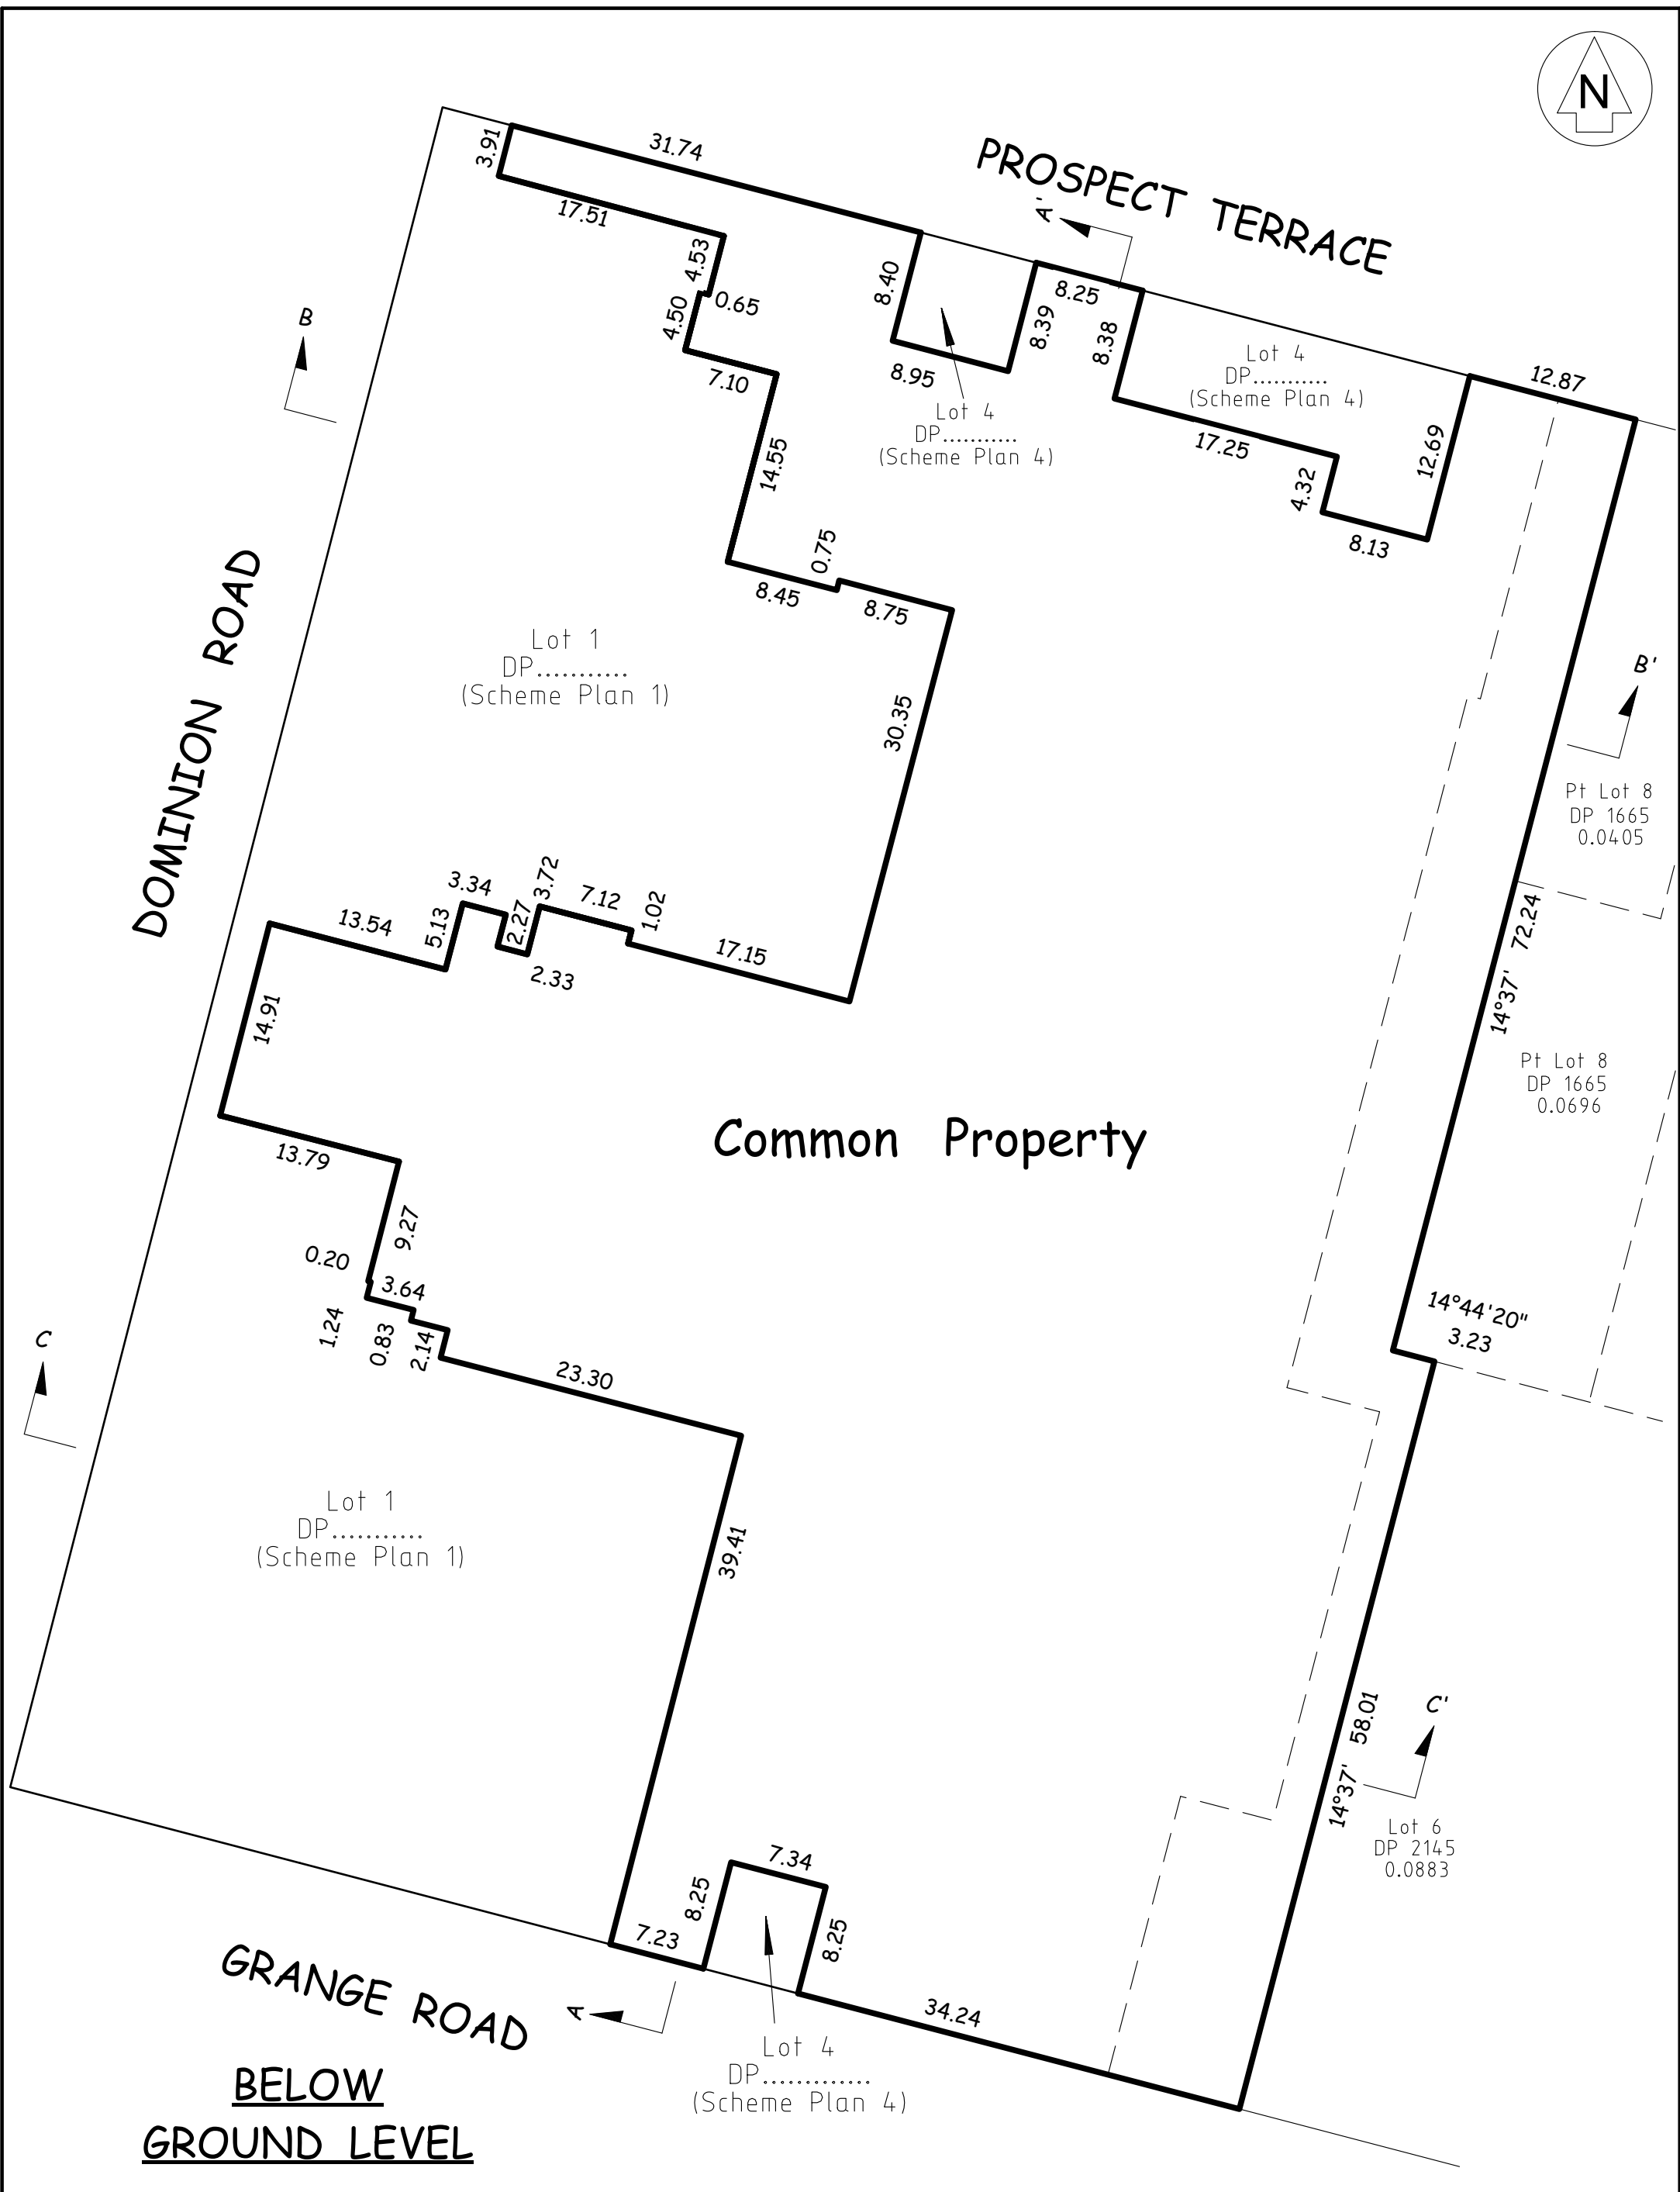 N
PROSPECT TERRACE
A'
31.74
3.91
17.51
4.53
0.65
4.50
7.10
8.40
8.95
8.39
8.25
8.38
Lot 4
DP...........
(Scheme Plan 4)
Lot 4
DP...........
(Scheme Plan 4)
12.87
17.25
4.32
12.69
8.13
B
14.55
0.75
8.45
8.75
DOMINION ROAD
Lot 1
DP...........
(Scheme Plan 1)
30.35
B'
Pt Lot 8
DP 1665
0.0405
72.24
14°37'
3.34
3.72
7.12
1.02
13.54
5.13
2.27
2.33
17.15
14.91
Pt Lot 8
DP 1665
0.0696
Common Property
13.79
9.27
0.20
3.64
1.24
0.83
2.14
23.30
14°44'20"
3.23
C
Lot 1
DP...........
(Scheme Plan 1)
39.41
58.01
14°37'
C'
Lot 6
DP 2145
0.0883
7.34
8.25
8.25
7.23
34.24
GRANGE ROAD
A
Lot 4
DP.............
(Scheme Plan 4)
BELOW
GROUND LEVEL